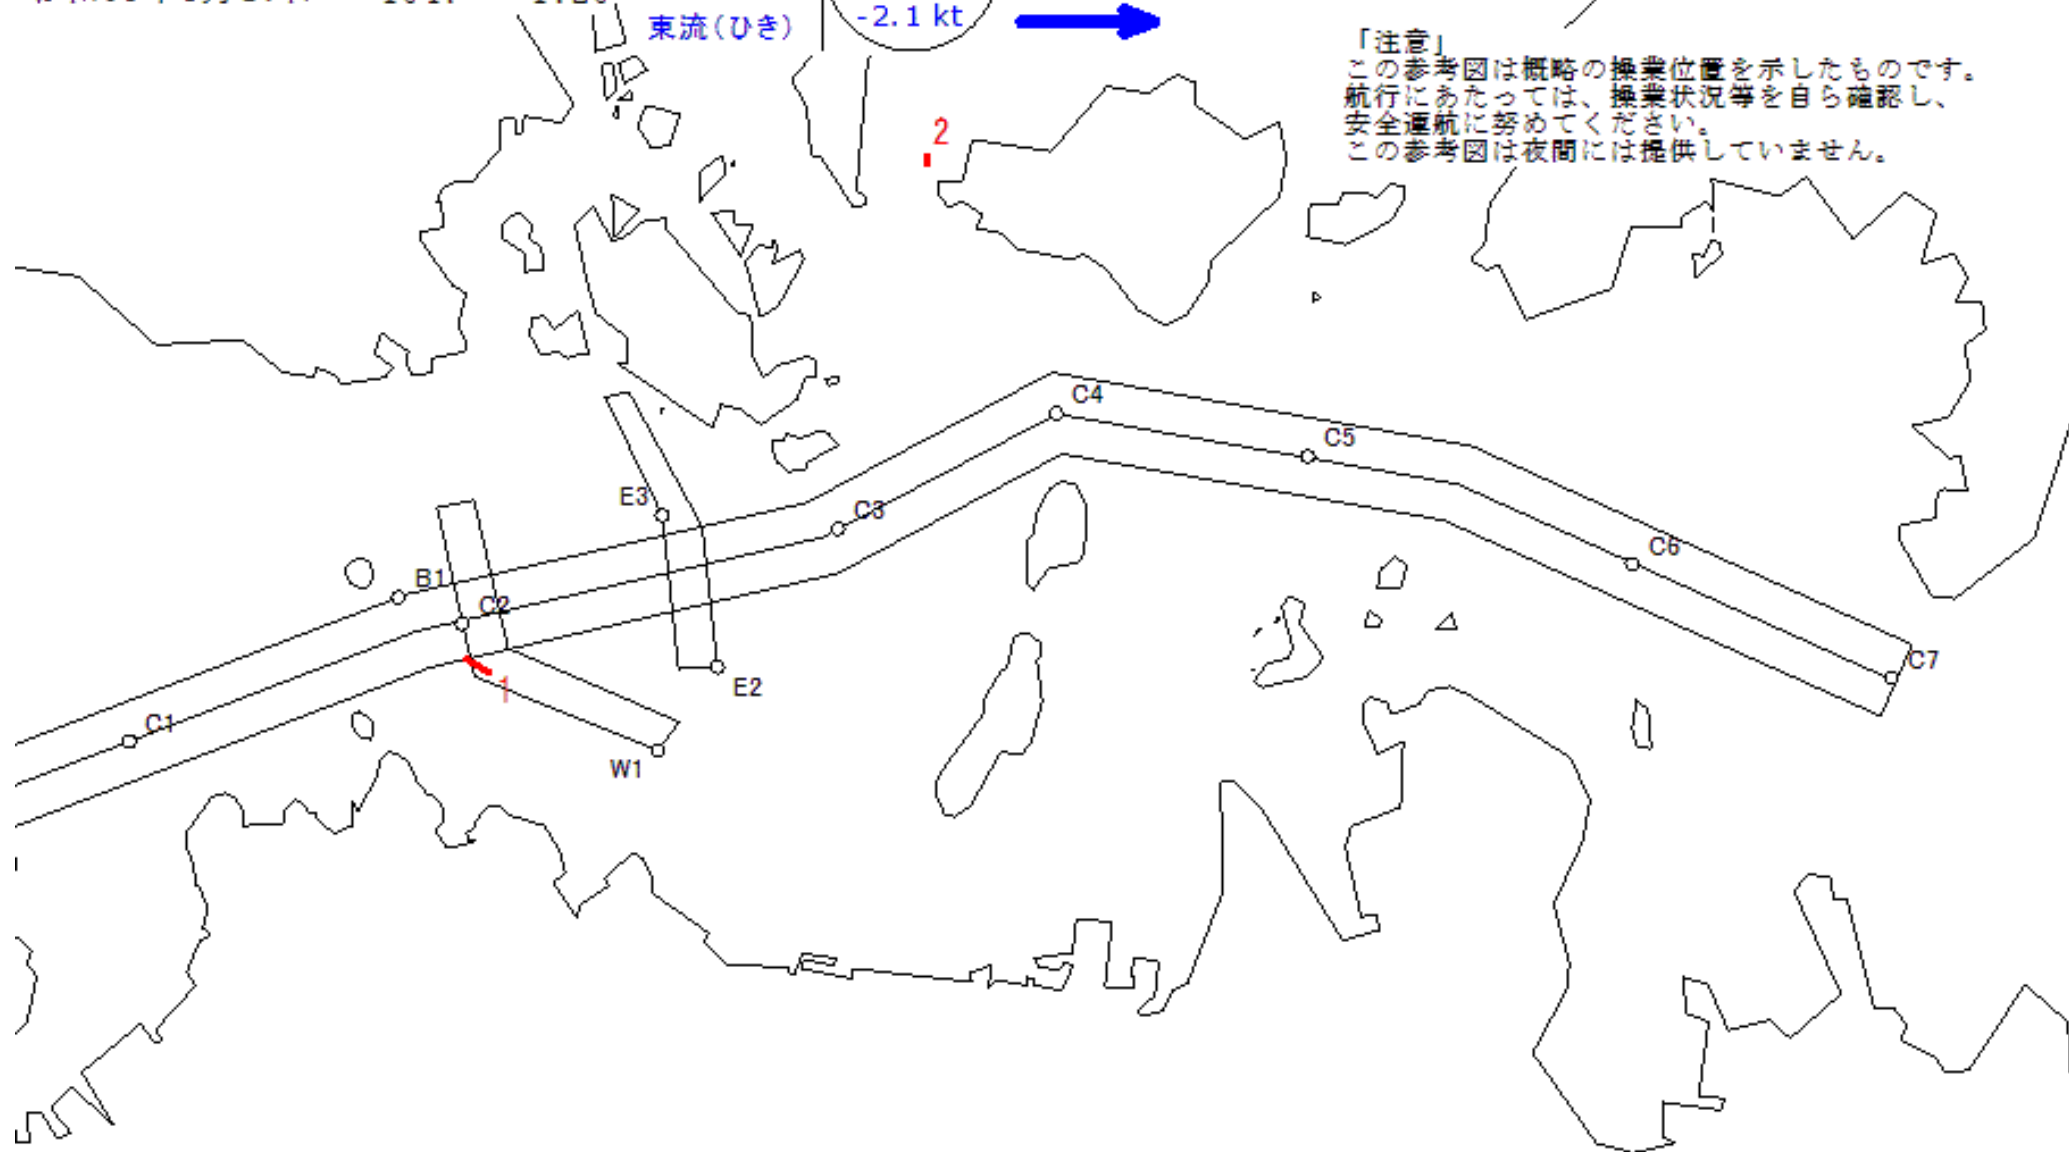 東流(ひき)
-2.1 kt
「注意」
この参考図は概略の操業位置を示したものです。
航行にあたっては、操業状況等を自ら確認し、
安全運航に努めてください。
この参考図は夜間には提供していません。
2
C4
C5
E3
C3
C6
B1
C2
C7
1
E2
C1
W1